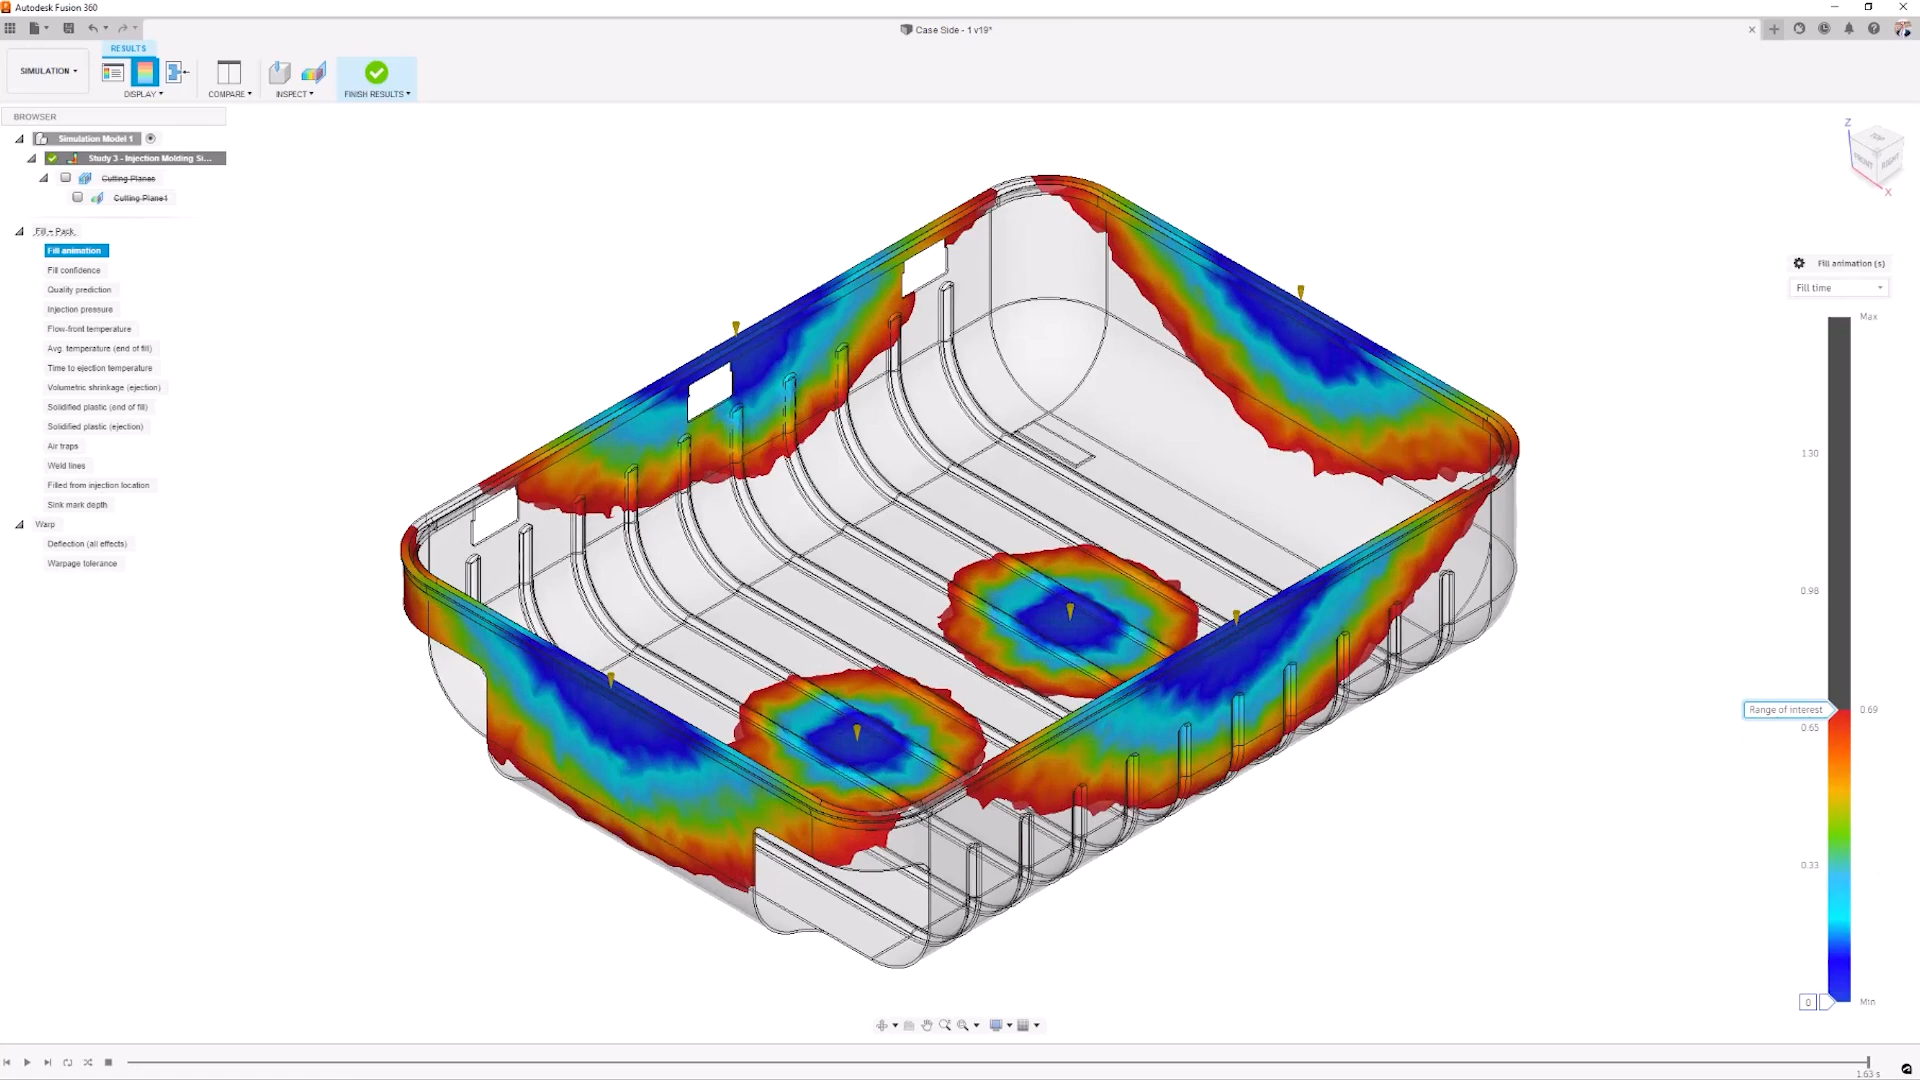 Autodesk Fusion 360
Case Side - 1 v19*
RESULTS
SIMULATION
DISPLAY
COMPARE
INSPECT
FINISH RESULTS
BROWSER
Simulation Model 1
Study 3 - Injection Molding Si...
Cutting Planes
Cutting Plane1
Fill + Pack
Fill animation
Fill confidence
Quality prediction
Injection pressure
Flow-front temperature
Avg. temperature (end of fill)
Time to ejection temperature
Volumetric shrinkage (ejection)
Solidified plastic (end of fill)
Solidified plastic (ejection)
Air traps
Weld lines
Filled from injection location
Sink mark depth
Warp
Deflection (all effects)
Warpage tolerance
Z
TOP
FRONT
RIGHT
X
Fill animation (s)
Fill time
Max
1.30
0.98
Range of interest
0.69
0.65
0.33
0
Min
1.63 s